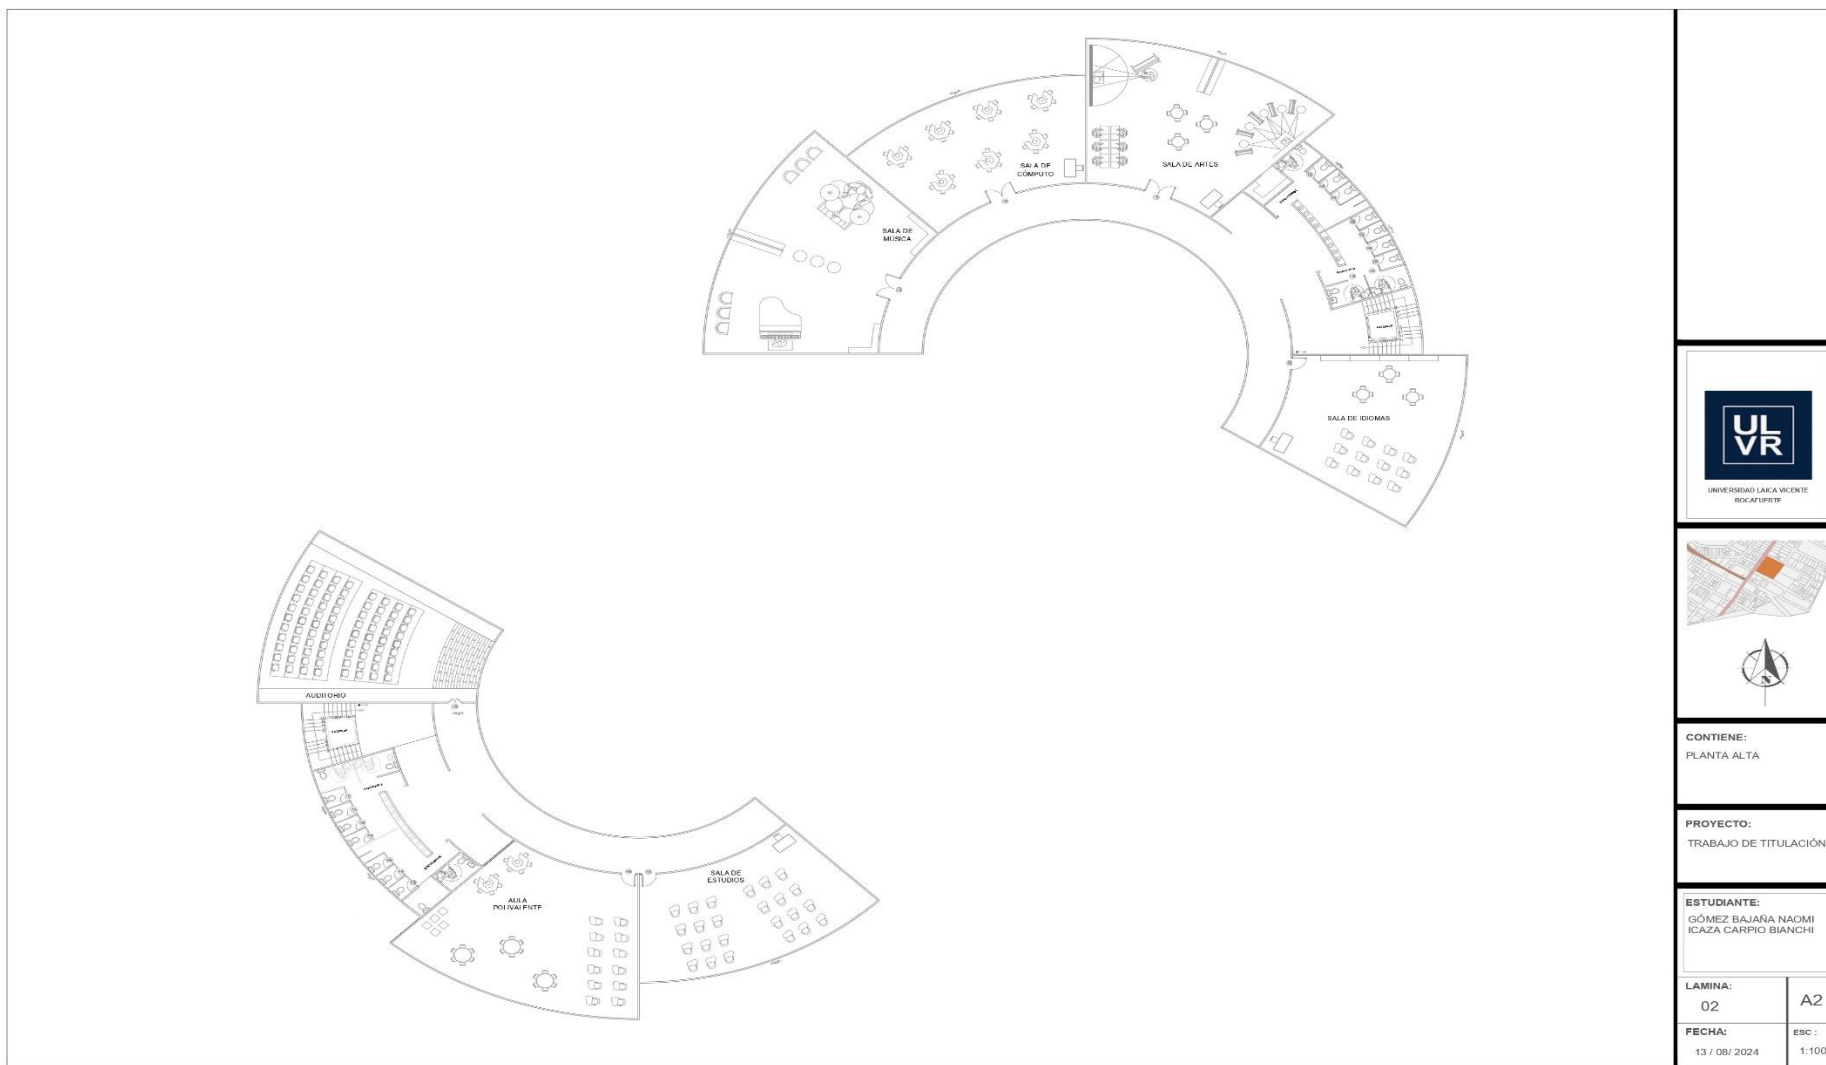 SALA DE
CÓMPUTO
SALA DE ARTES
SALA DE
MÚSICA
SALA DE IDIOMAS
AUDITORIO
SALA DE
ESTUDIOS
AULA
POLIVALENTE
UL
VR
UNIVERSIDAD LAICA VICENTE
ROCAFUERTE
N
CONTIENE:
PLANTA ALTA
PROYECTO:
TRABAJO DE TITULACIÓN
ESTUDIANTE:
GÓMEZ BAJAÑA NAOMI
ICAZA CARPIO BIANCHI
LAMINA:
02
A2
FECHA:
13 / 08/ 2024
ESC :
1:100